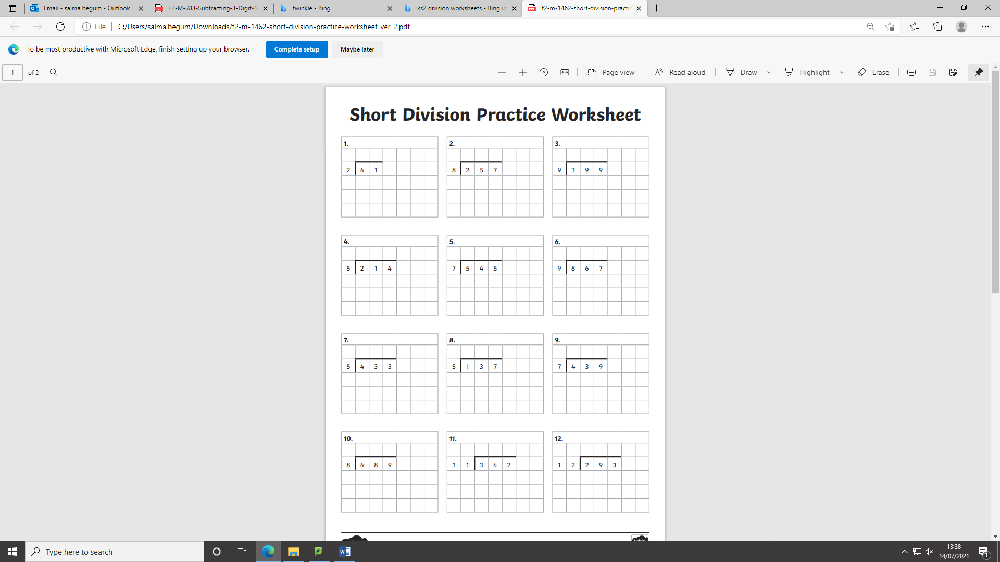 Email - salma begum - Outlook
T2-M-783-Subtracting-3-Digit-N
twinkle - Bing
ks2 division worksheets - Bing im
t2-m-1462-short-division-practic
File
C:/Users/salma.begum/Downloads/t2-m-1462-short-division-practice-worksheet_ver_2.pdf
To be most productive with Microsoft Edge, finish setting up your browser.
Complete setup
Maybe later
1 of 2
Page view
Read aloud
Draw
Highlight
Erase
Short Division Practice Worksheet
1.
2 4 1
2.
8 2 5 7
3.
9 3 9 9
4.
5 2 1 4
5.
7 5 4 5
6.
9 8 6 7
7.
5 4 3 3
8.
5 1 3 7
9.
7 4 3 9
10.
8 4 8 9
11.
1 1 3 4 2
12.
1 2 2 9 3
twinkl
Type here to search
13:38
14/07/2021
1